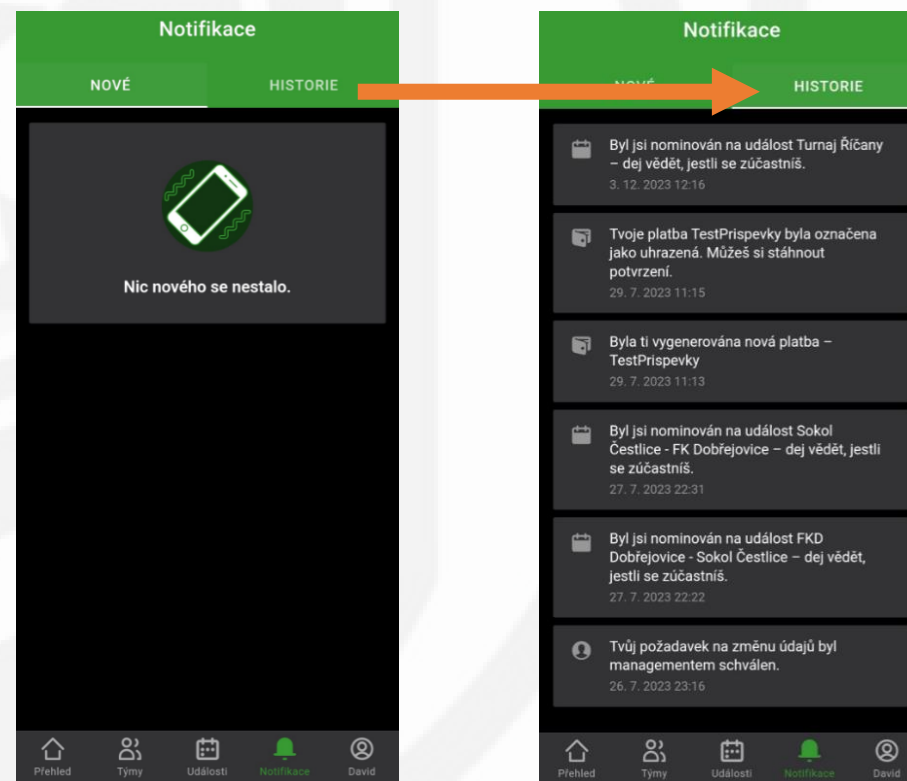 Notifikace
NOVÉ
HISTORIE
Nic nového se nestalo.
Přehled
Týmy
Události
Notifikace
David
Notifikace
NOVÉ
HISTORIE
Byl jsi nominován na událost Turnaj Říčany
– dej vědět, jestli se zúčastníš.
3. 12. 2023 12:16
Tvoje platba TestPrispevky byla označena
jako uhrazená. Můžeš si stáhnout
potvrzení.
29. 7. 2023 11:15
Byla ti vygenerována nová platba –
TestPrispevky
29. 7. 2023 11:13
Byl jsi nominován na událost Sokol
Čestlice - FK Dobřejovice – dej vědět, jestli
se zúčastníš.
27. 7. 2023 22:31
Byl jsi nominován na událost FKD
Dobřejovice - Sokol Čestlice – dej vědět,
jestli se zúčastníš.
27. 7. 2023 22:22
Tvůj požadavek na změnu údajů byl
managementem schválen.
26. 7. 2023 23:16
Přehled
Týmy
Události
Notifikace
David